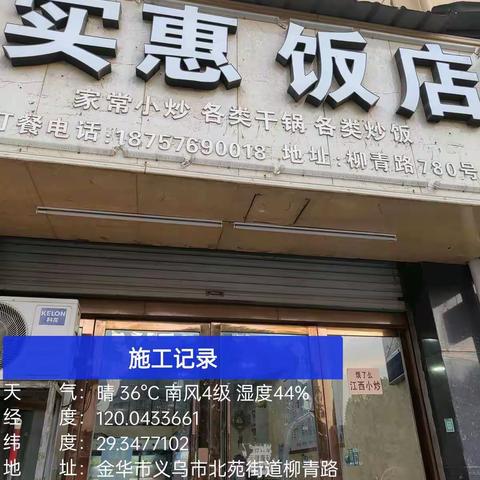 实惠饭店
家常小炒 各类干锅 各类炒饭
订餐电话:18757690018 地址:柳青路780号
KELON
科龙
饿了么
江西小炒
施工记录
天 气:晴 36℃ 南风4级 湿度44%
经 度:120.0433661
纬 度:29.3477102
地 址:金华市义乌市北苑街道柳青路